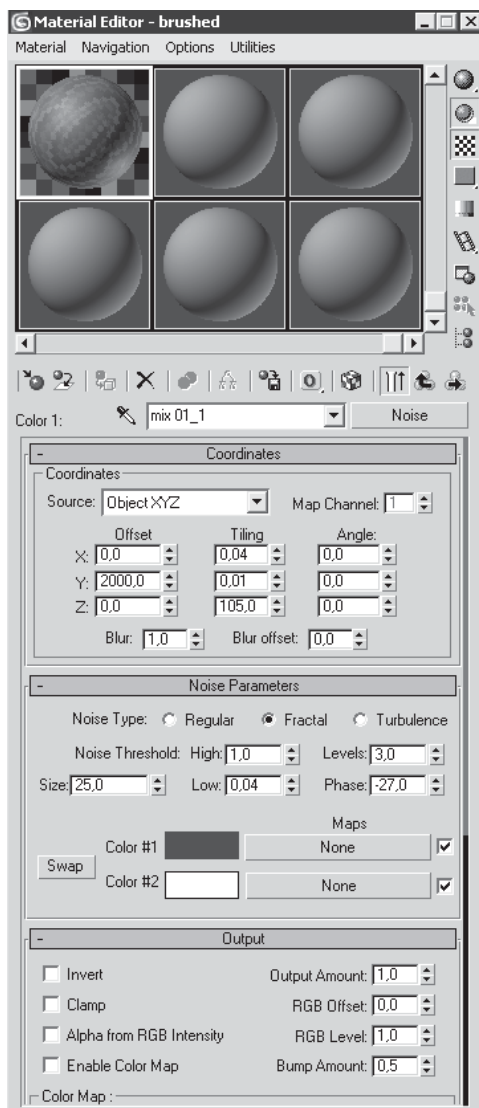 Material Editor - brushed
Material Navigation Options Utilities
Color 1: mix 01_1 Noise
- Coordinates
Coordinates
Source: Object XYZ Map Channel: 1
Offset Tiling Angle:
X: 0,0 0,04 0,0
Y: 2000,0 0,01 0,0
Z: 0,0 105,0 0,0
Blur: 1,0 Blur offset: 0,0
- Noise Parameters
Noise Type: Regular Fractal Turbulence
Noise Threshold: High: 1,0 Levels: 3,0
Size: 25,0 Low: 0,04 Phase: -27,0
Maps
Color #1 None
Swap
Color #2 None
- Output
Invert Output Amount: 1,0
Clamp RGB Offset: 0,0
Alpha from RGB Intensity RGB Level: 1,0
Enable Color Map Bump Amount: 0,5
Color Map :